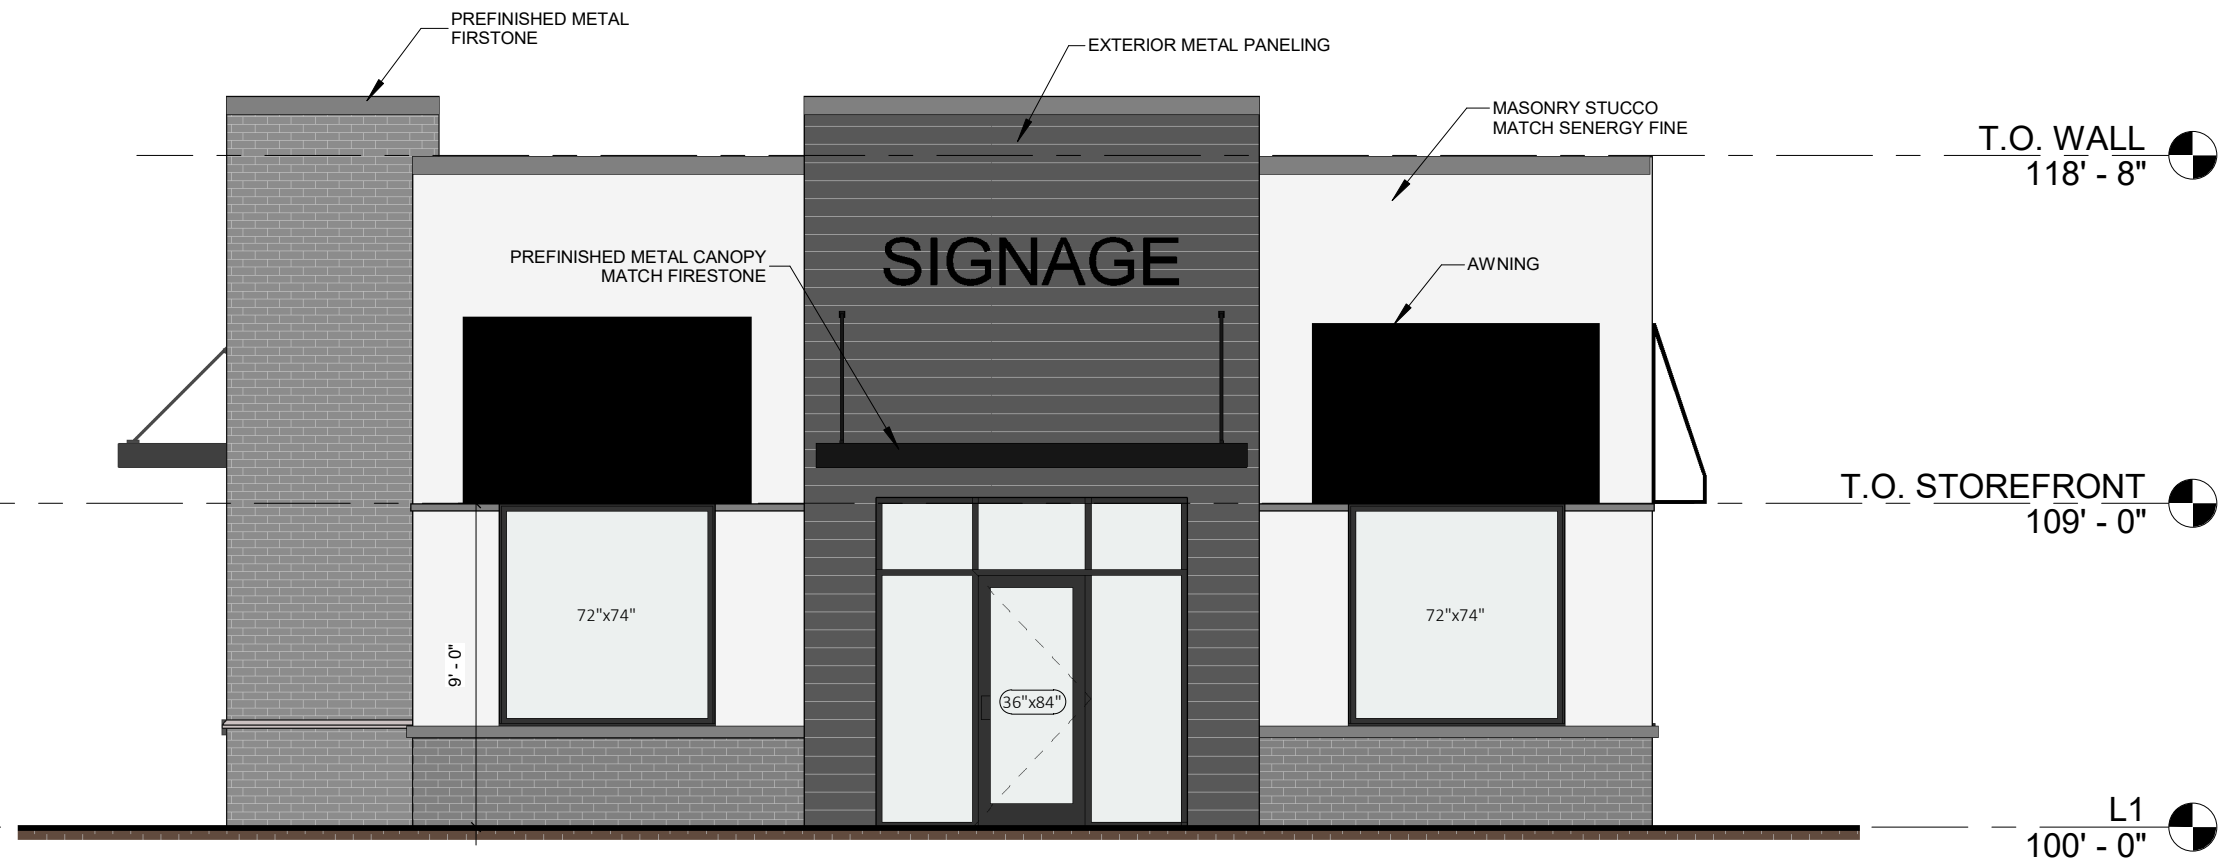 PREFINISHED METAL
FIRSTONE
EXTERIOR METAL PANELING
MASONRY STUCCO
MATCH SENERGY FINE
T.O. WALL
118' - 8"
PREFINISHED METAL CANOPY
MATCH FIRESTONE
SIGNAGE
AWNING
T.O. STOREFRONT
109' - 0"
72"x74"
72"x74"
9' - 0"
36"x84"
L1
100' - 0"